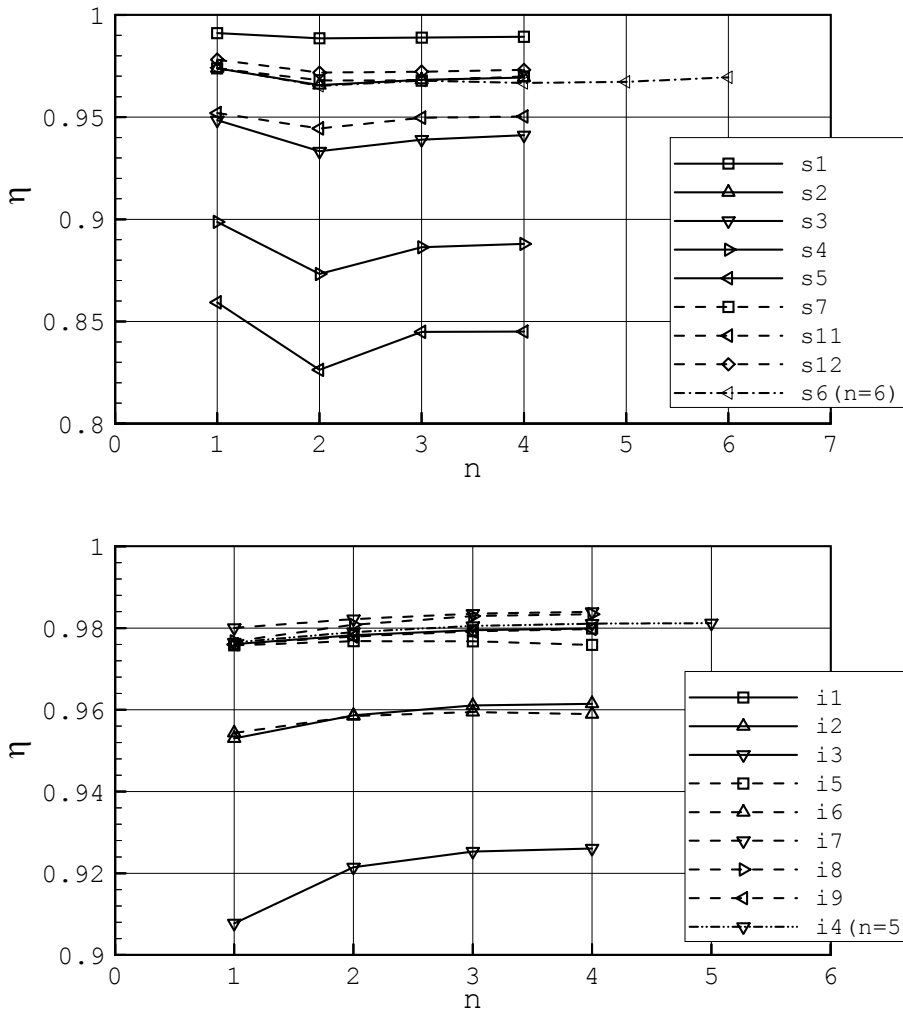 1
0.95
0.9
0.85
0.8
η
0 1 2 3 4 5 6 7
n
s1
s2
s3
s4
s5
s7
s11
s12
s6(n=6)
1
0.98
0.96
0.94
0.92
0.9
η
0 1 2 3 4 5 6
n
i1
i2
i3
i5
i6
i7
i8
i9
i4(n=5